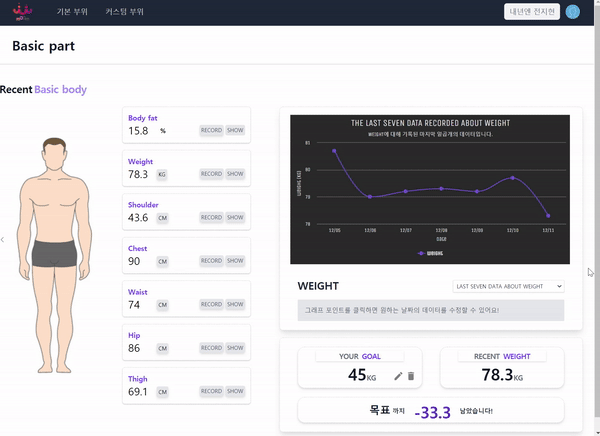 기본 부위 커스텀 부위 내년엔 전지현
Basic part
Recent Basic body
Body fat
15.8 %
RECORD SHOW
Weight
78.3 KG
RECORD SHOW
Shoulder
43.6 CM
RECORD SHOW
Chest
90 CM
RECORD SHOW
Waist
74 CM
RECORD SHOW
Hip
86 CM
RECORD SHOW
Thigh
69.1 CM
RECORD SHOW
THE LAST SEVEN DATA RECORDED ABOUT WEIGHT
WEIGHT에 대해 기록된 마지막 일곱개의 데이터입니다.
WEIGHT (KG)
81
80
79
78
12/05 12/06 12/07 12/08 12/09 12/10 12/11
DATE
WEIGHT
WEIGHT
LAST SEVEN DATA ABOUT WEIGHT
그래프 포인트를 클릭하면 원하는 날짜의 데이터를 수정할 수 있어요!
YOUR GOAL
45KG
RECENT WEIGHT
78.3KG
목표 까지 -33.3 남았습니다!